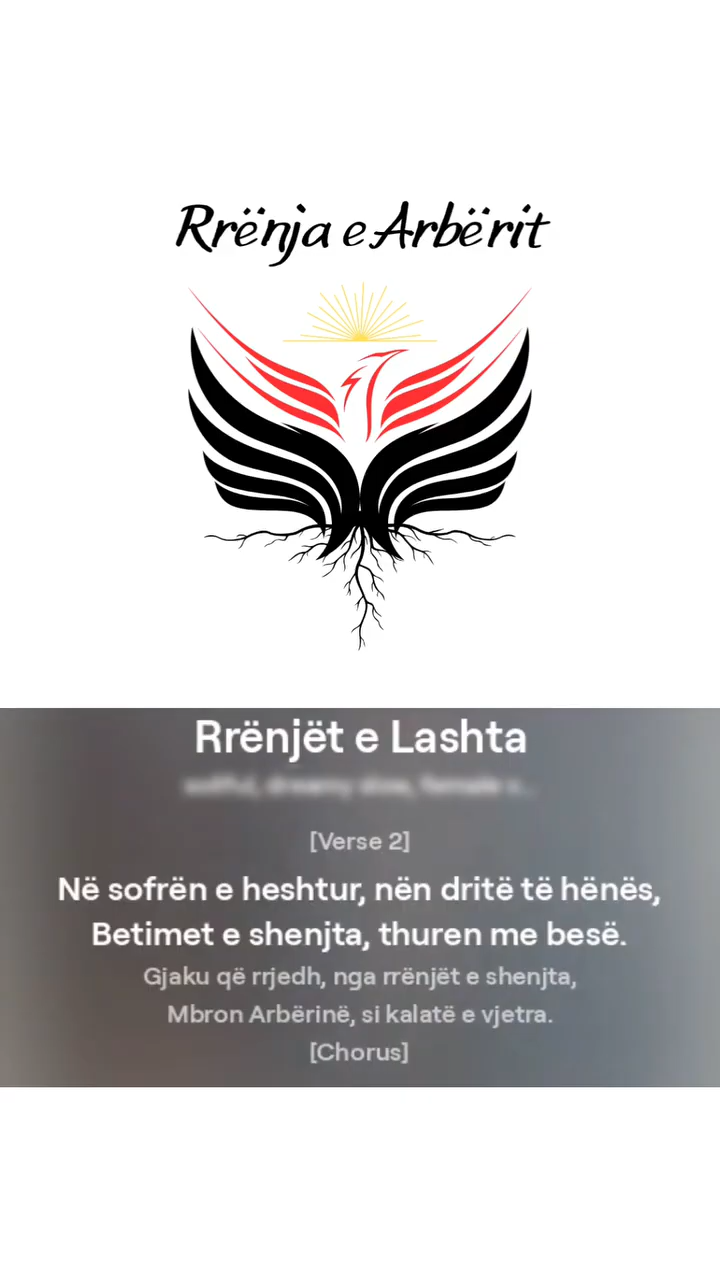 Rrënja e Arbërit
Rrënjët e Lashta
[Verse 2]
Në sofrën e heshtur, nën dritë të hënës,
Betimet e shenjta, thuren me besë.
Gjaku që rrjedh, nga rrënjët e shenjta,
Mbron Arbërinë, si kalatë e vjetra.
[Chorus]